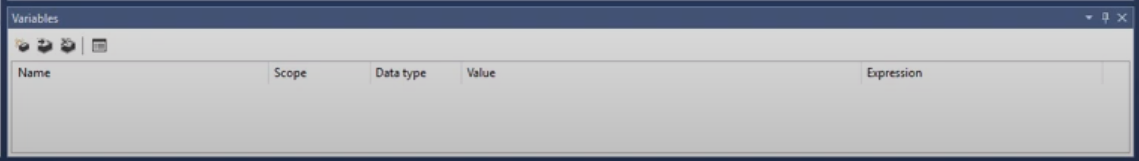 Variables
Name Scope Data type Value Expression